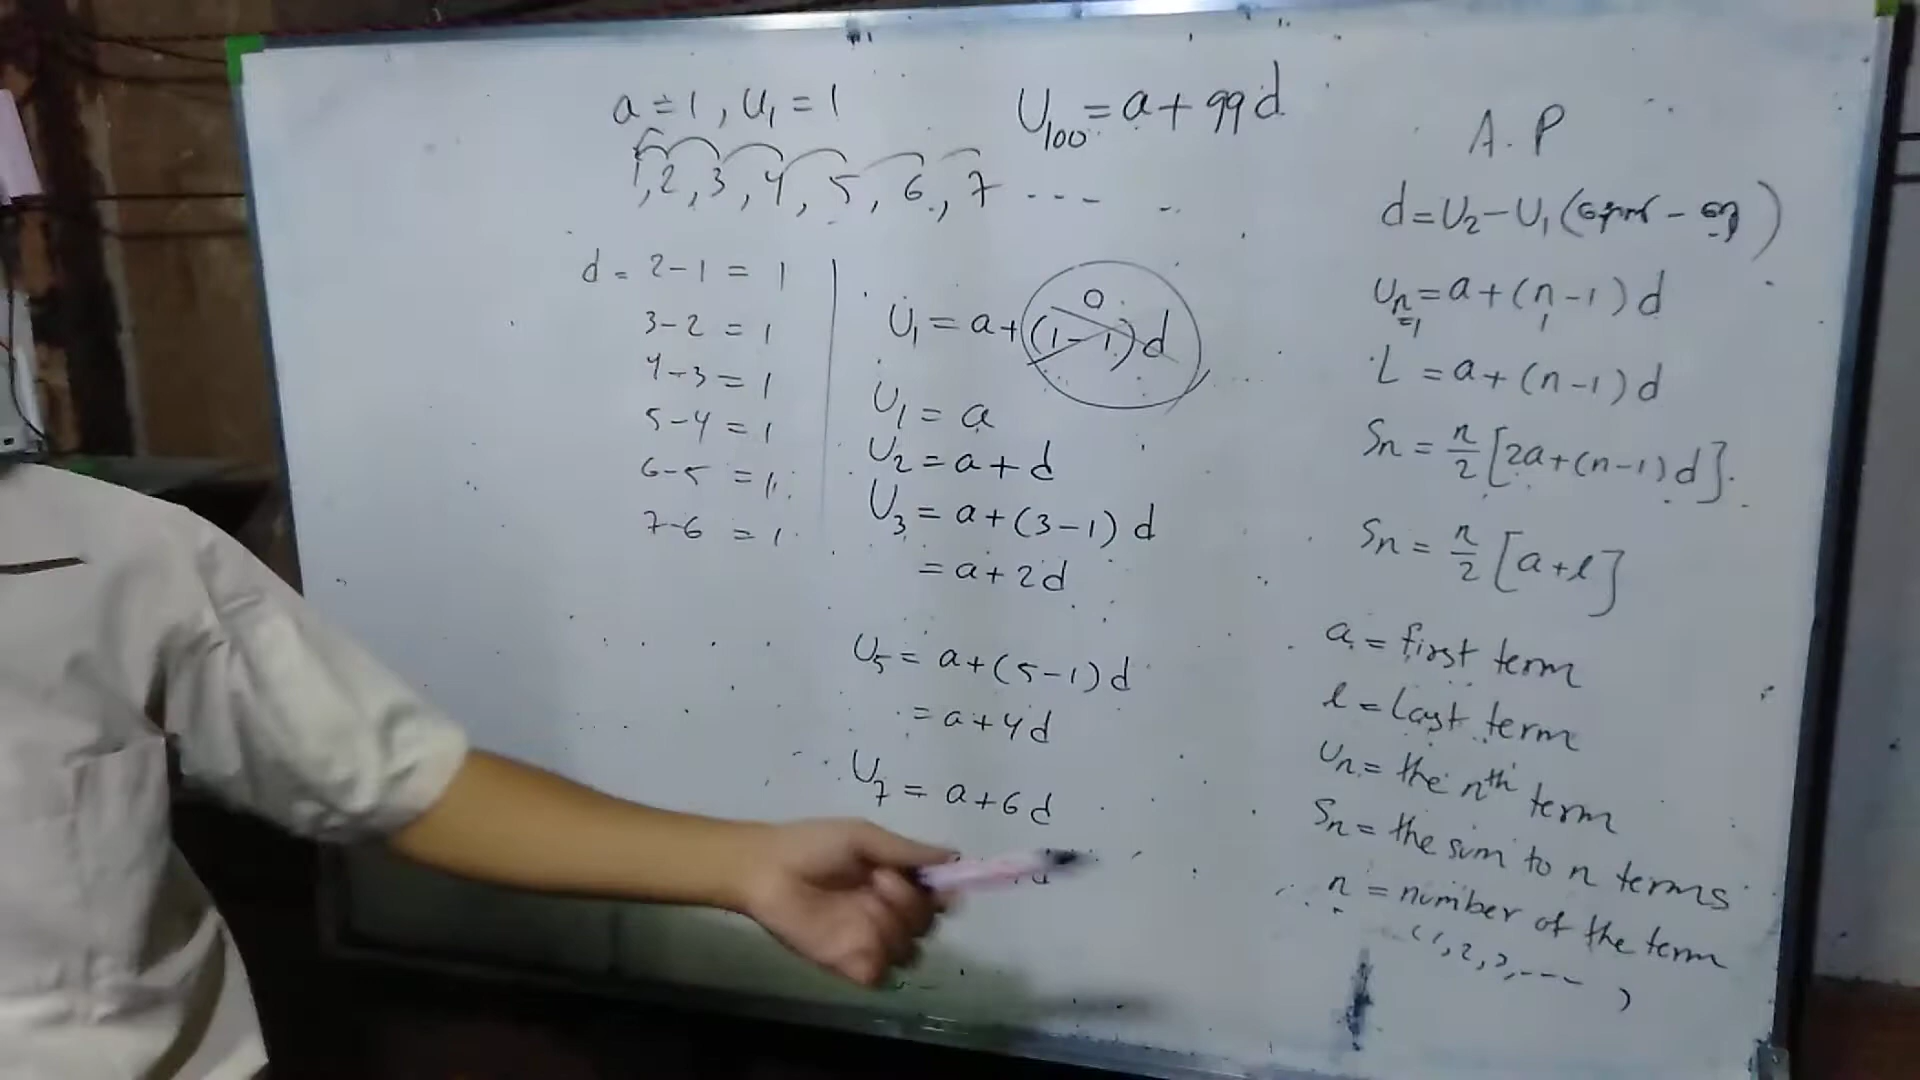 a = 1, U₁ = 1
1, 2, 3, 4, 5, 6, 7 ----
d = 2-1 = 1
3-2 = 1
4-3 = 1
5-4 = 1
6-5 = 1
7-6 = 1
U₁₀₀ = a + 99d
U₁ = a + (1-1)d
0
U₁ = a
U₂ = a + d
U₃ = a + (3-1) d
= a + 2d
U₅ = a + (5-1) d
= a + 4d
U₇ = a + 6d
d
A.P
d = U₂ - U₁ ( - )
Uₙ = a + (n-1) d
=1 1
L = a + (n-1) d
Sₙ = n/2 [2a + (n-1) d]
Sₙ = n/2 [a + l]
a = first term
l = Last term
Uₙ = the nᵗʰ term
Sₙ = the sum to n terms
n = number of the term
(1, 2, 3, ---- )